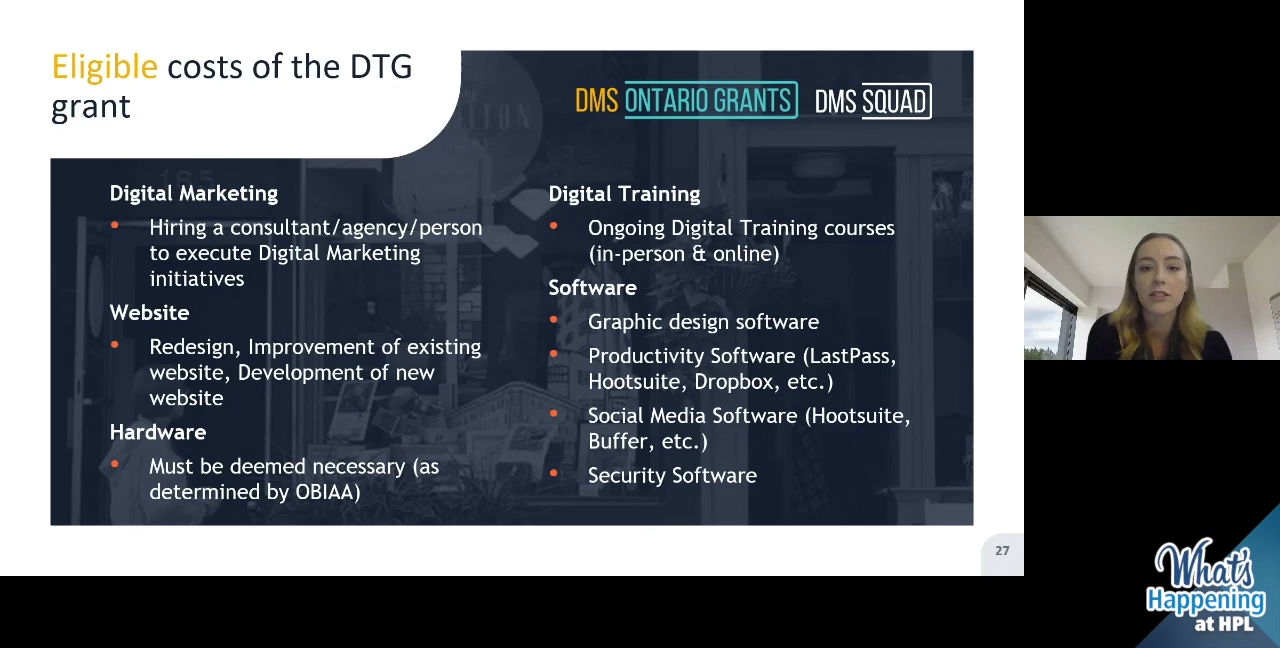 Eligible costs of the DTG
grant
DMS ONTARIO GRANTS DMS SQUAD
Digital Marketing
Hiring a consultant/agency/person
to execute Digital Marketing
initiatives
Website
Redesign, Improvement of existing
website, Development of new
website
Hardware
Must be deemed necessary (as
determined by OBIAA)
Digital Training
Ongoing Digital Training courses
(in-person & online)
Software
Graphic design software
Productivity Software (LastPass,
Hootsuite, Dropbox, etc.)
Social Media Software (Hootsuite,
Buffer, etc.)
Security Software
27
What's
Happening
at HPL